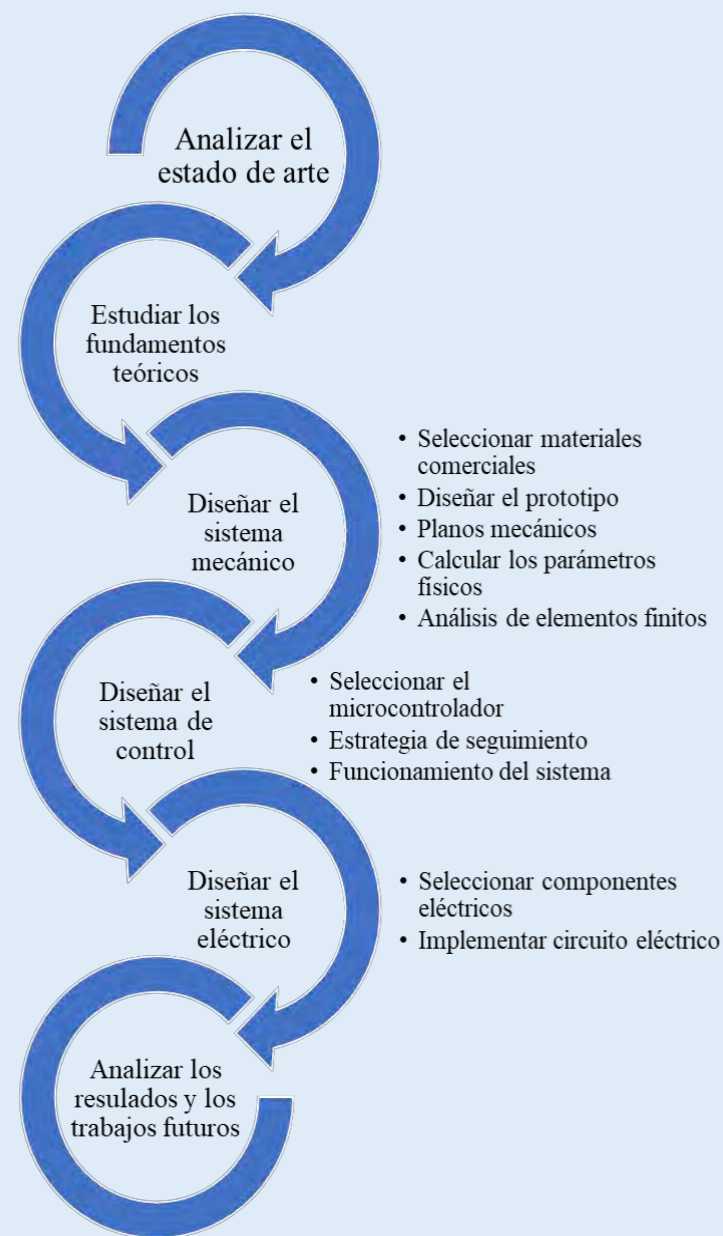 Analizar el
estado de arte
Estudiar los
fundamentos
teóricos
Diseñar el
sistema
mecánico
• Seleccionar materiales
comerciales
• Diseñar el prototipo
• Planos mecánicos
• Calcular los parámetros
físicos
• Análisis de elementos finitos
Diseñar el
sistema de
control
• Seleccionar el
microcontrolador
• Estrategia de seguimiento
• Funcionamiento del sistema
Diseñar el
sistema
eléctrico
• Seleccionar componentes
eléctricos
• Implementar circuito eléctrico
Analizar los
resulados y los
trabajos futuros